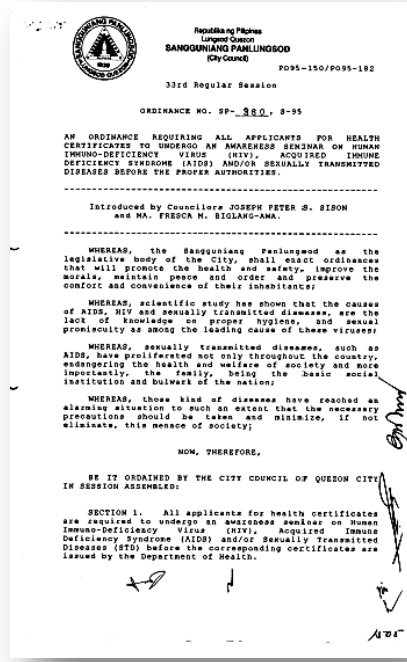 Republika ng Pilipinas
Lungsod Quezon
SANGGUNIANG PANLUNGSOD
(City Council)
PO95-150/PO95-182
33rd Regular Session
ORDINANCE NO. SP- 380, S-95
AN ORDINANCE REQUIRING ALL APPLICANTS FOR HEALTH
CERTIFICATES TO UNDERGO AN AWARENESS SEMINAR ON HUMAN
IMMUNO-DEFICIENCY VIRUS (HIV), ACQUIRED IMMUNE
DEFICIENCY SYNDROME (AIDS) AND/OR SEXUALLY TRANSMITTED
DISEASES BEFORE THE PROPER AUTHORITIES.
Introduced by Councilors JOSEPH PETER S. SISON
and MA. FRESCA M. BIGLANG-AWA.
WHEREAS, the Sangguniang Panlungsod as the
legislative body of the City, shall enact ordinances
that will promote the health and safety, improve the
morals, maintain peace and order and preserve the
comfort and convenience of their inhabitants;
WHEREAS, scientific study has shown that the causes
of AIDS, HIV and sexually transmitted diseases, are the
lack of knowledge on proper hygiene, and sexual
promiscuity as among the leading cause of these viruses;
WHEREAS, sexually transmitted diseases, such as
AIDS, have proliferated not only throughout the country,
endangering the health and welfare of society and more
importantly, the family, being the basic social
institution and bulwark of the nation;
WHEREAS, those kind of diseases have reached an
alarming situation to such an extent that the necessary
precautions should be taken and minimize, if not
eliminate, this menace of society;
NOW, THEREFORE,
BE IT ORDAINED BY THE CITY COUNCIL OF QUEZON CITY
IN SESSION ASSEMBLED:
SECTION 1. All applicants for health certificates
are required to undergo an awareness seminar on Human
Immuno-Deficiency Virus (HIV), Acquired Immune
Deficiency Syndrome (AIDS) and/or Sexually Transmitted
Diseases (STD) before the corresponding certificates are
issued by the Department of Health.